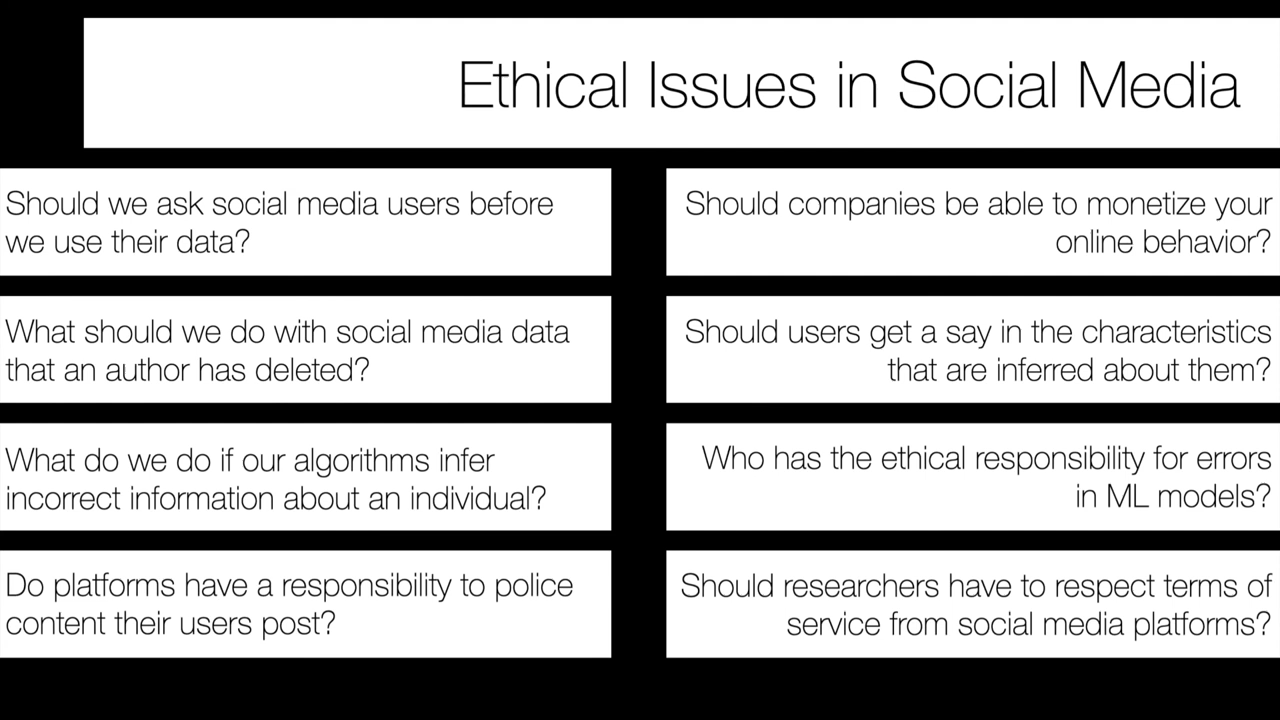 Ethical Issues in Social Media
Should we ask social media users before
we use their data?
What should we do with social media data
that an author has deleted?
What do we do if our algorithms infer
incorrect information about an individual?
Do platforms have a responsibility to police
content their users post?
Should companies be able to monetize your
online behavior?
Should users get a say in the characteristics
that are inferred about them?
Who has the ethical responsibility for errors
in ML models?
Should researchers have to respect terms of
service from social media platforms?